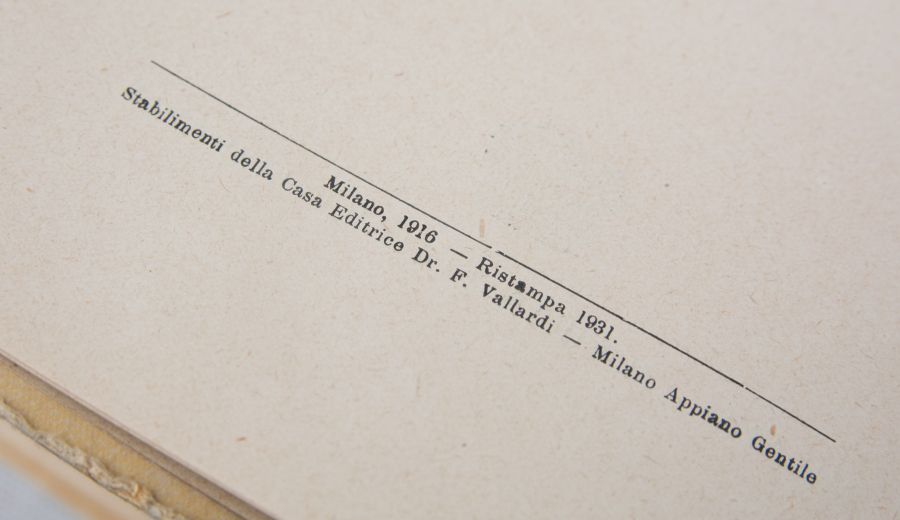 Milano, 1916 — Ristampa 1931.
Stabilimenti della Casa Editrice Dr. F. Vallardi — Milano Appiano Gentile